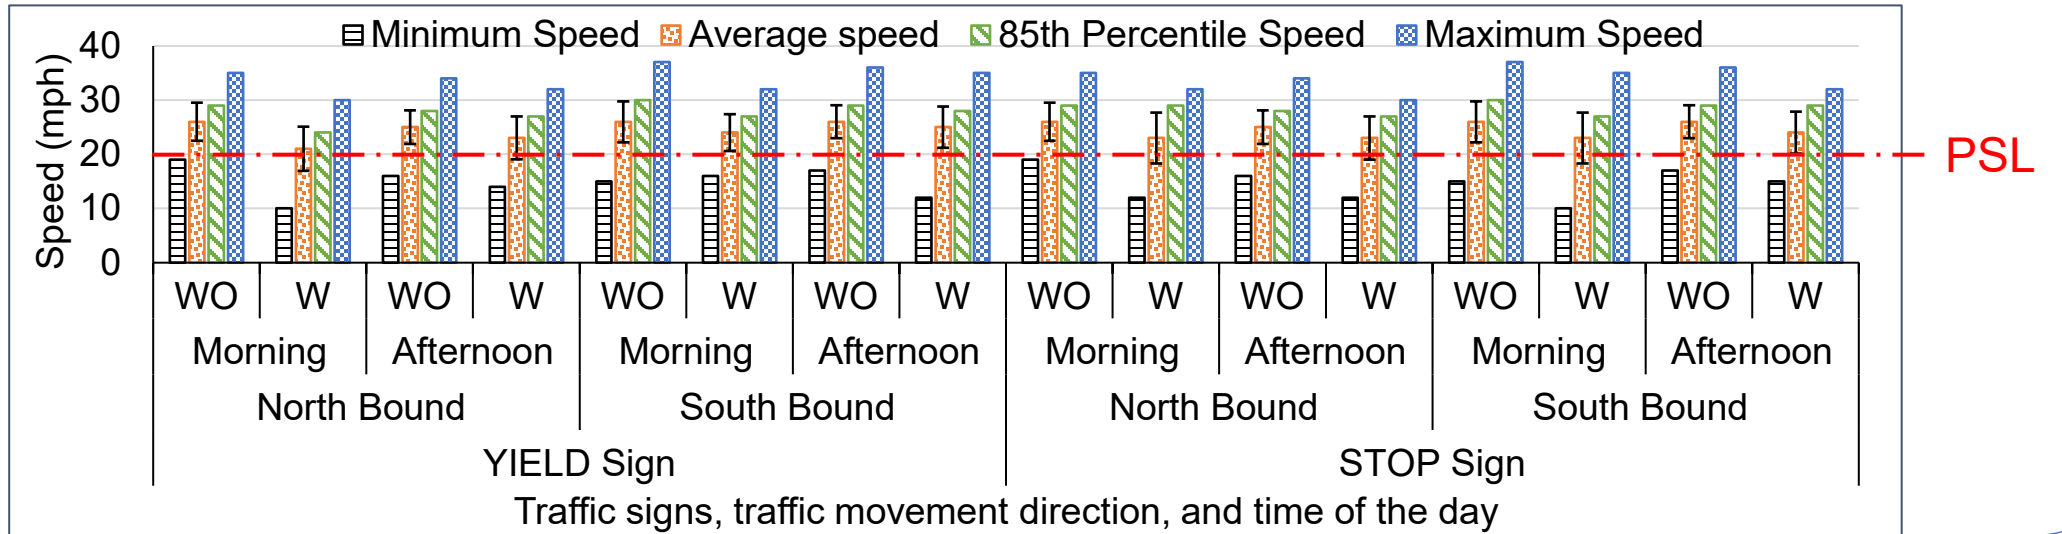 Minimum Speed Average speed 85th Percentile Speed Maximum Speed
Speed (mph)
40
30
20
10
0
PSL
WO W WO W WO W WO W WO W WO W WO W WO W
Morning Afternoon Morning Afternoon Morning Afternoon Morning Afternoon
North Bound South Bound North Bound South Bound
YIELD Sign STOP Sign
Traffic signs, traffic movement direction, and time of the day